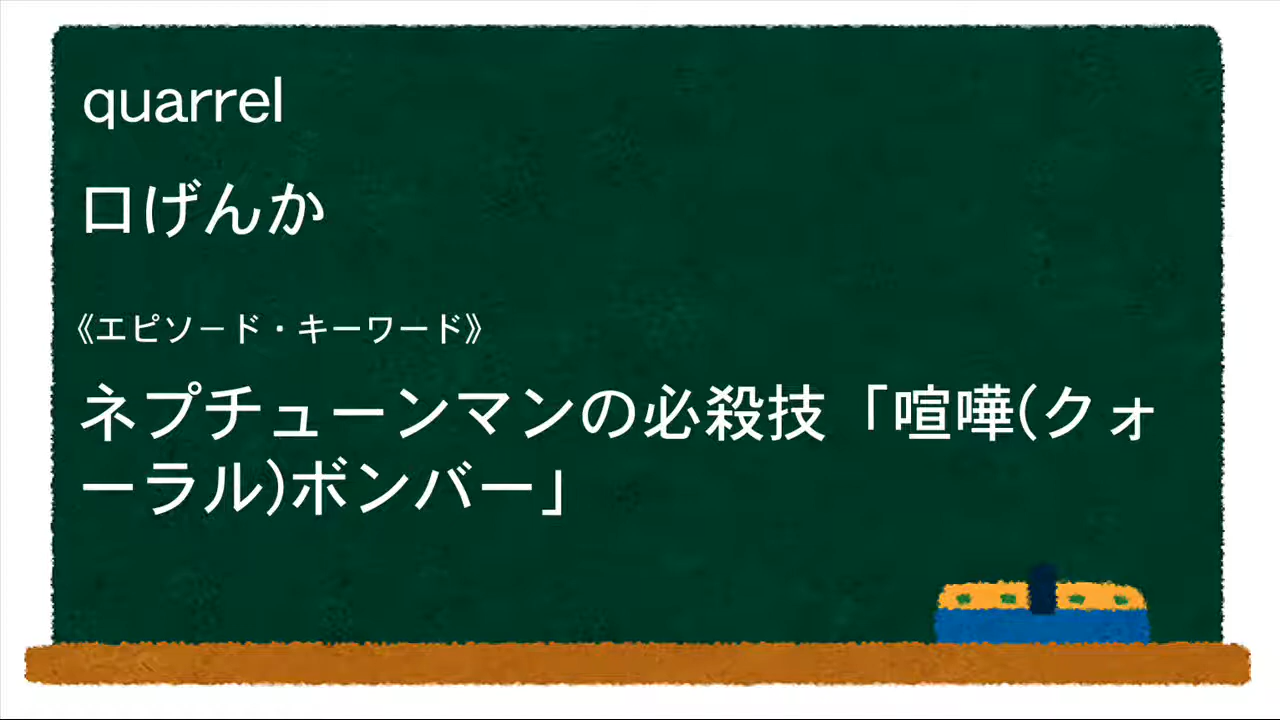 quarrel
口げんか
《エピソード・キーワード》
ネプチューンマンの必殺技「喧嘩(クォ
ーラル)ボンバー」